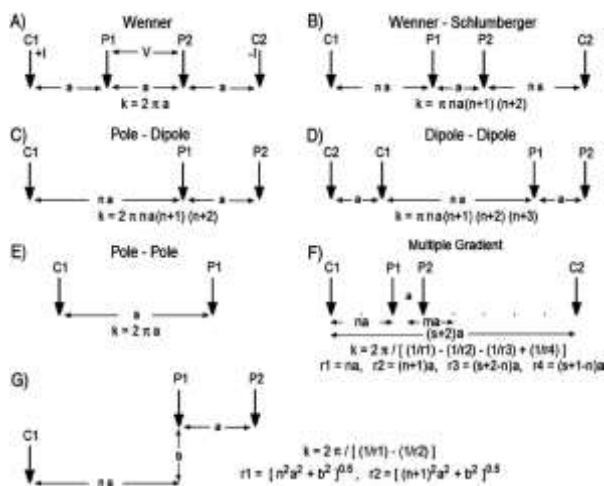 A) Wenner
C1 P1 P2 C2
+I V -I
a a a
k = 2 π a
B) Wenner - Schlumberger
C1 P1 P2 C2
n a a n a
k = π na(n+1) (n+2)
C) Pole - Dipole
C1 P1 P2
n a a
k = 2 π na(n+1) (n+2)
D) Dipole - Dipole
C2 C1 P1 P2
a n a a
k = π na(n+1) (n+2) (n+3)
E) Pole - Pole
C1 P1
a
k = 2 π a
F) Multiple Gradient
C1 P1 P2 C2
a
na ma
(s+2)a
k = 2 π / [ (1/r1) - (1/r2) - (1/r3) + (1/r4) ]
r1 = na, r2 = (n+1)a, r3 = (s+2-n)a, r4 = (s+1-n)a
G)
P1 P2
a
C1
b
n a
k = 2 π / [ (1/r1) - (1/r2) ]
r1 = [ n²a² + b² ]^0.5 , r2 = [ (n+1)²a² + b² ]^0.5